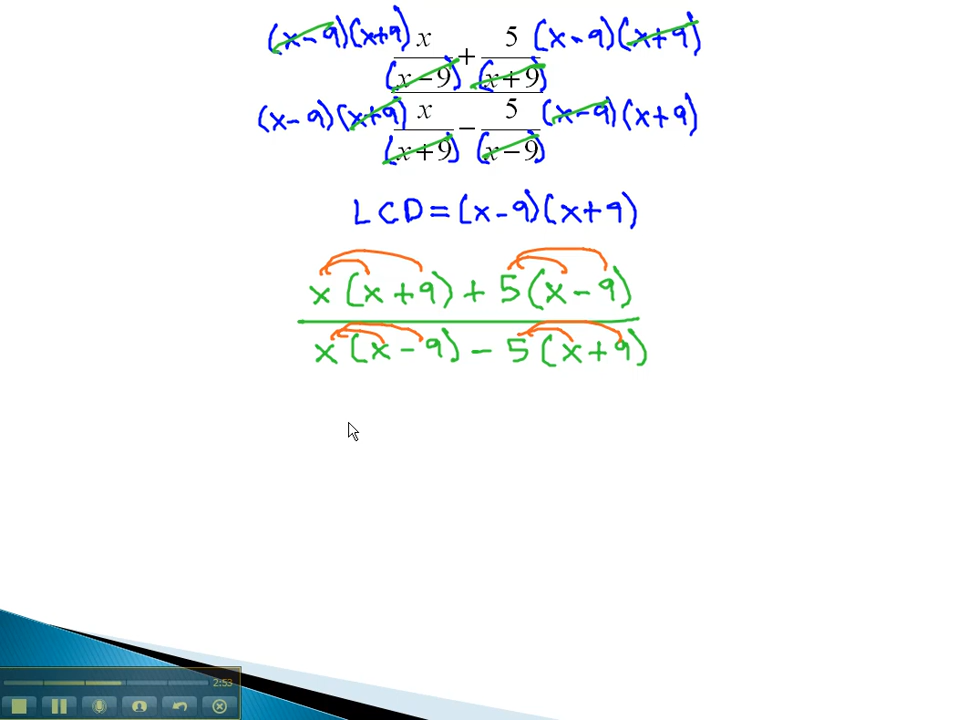 (x-9)(x+9) x + 5 (x-9)(x+9)
(x-9) (x+9)
(x-9)(x+9) x - 5 (x-9)(x+9)
(x+9) (x-9)
LCD=(x-9)(x+9)
x(x+9)+5(x-9)
x(x-9)-5(x+9)
2:53